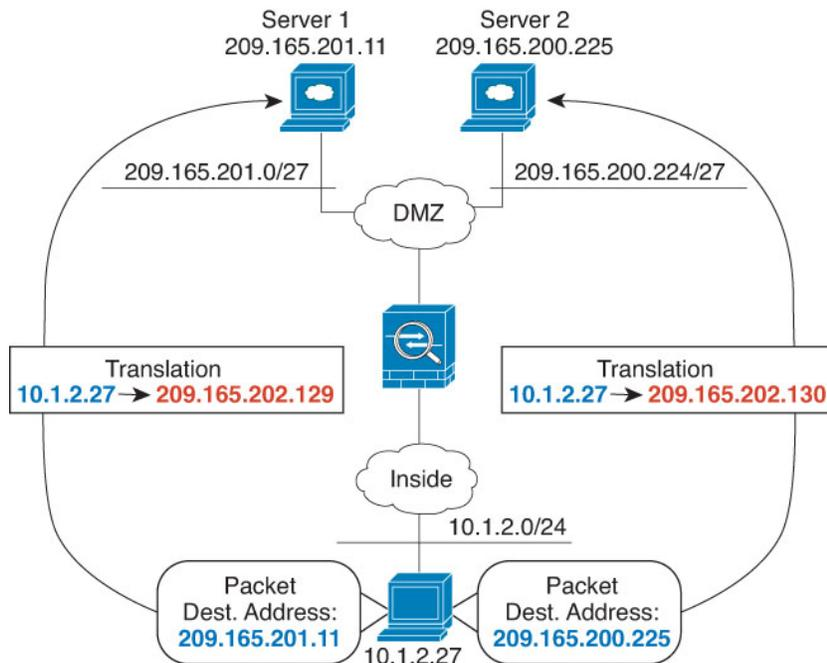 Server 1
209.165.201.11
Server 2
209.165.200.225
209.165.201.0/27
209.165.200.224/27
DMZ
Translation
10.1.2.27 → 209.165.202.129
Translation
10.1.2.27 → 209.165.202.130
Inside
10.1.2.0/24
Packet
Dest. Address:
209.165.201.11
Packet
Dest. Address:
209.165.200.225
10.1.2.27